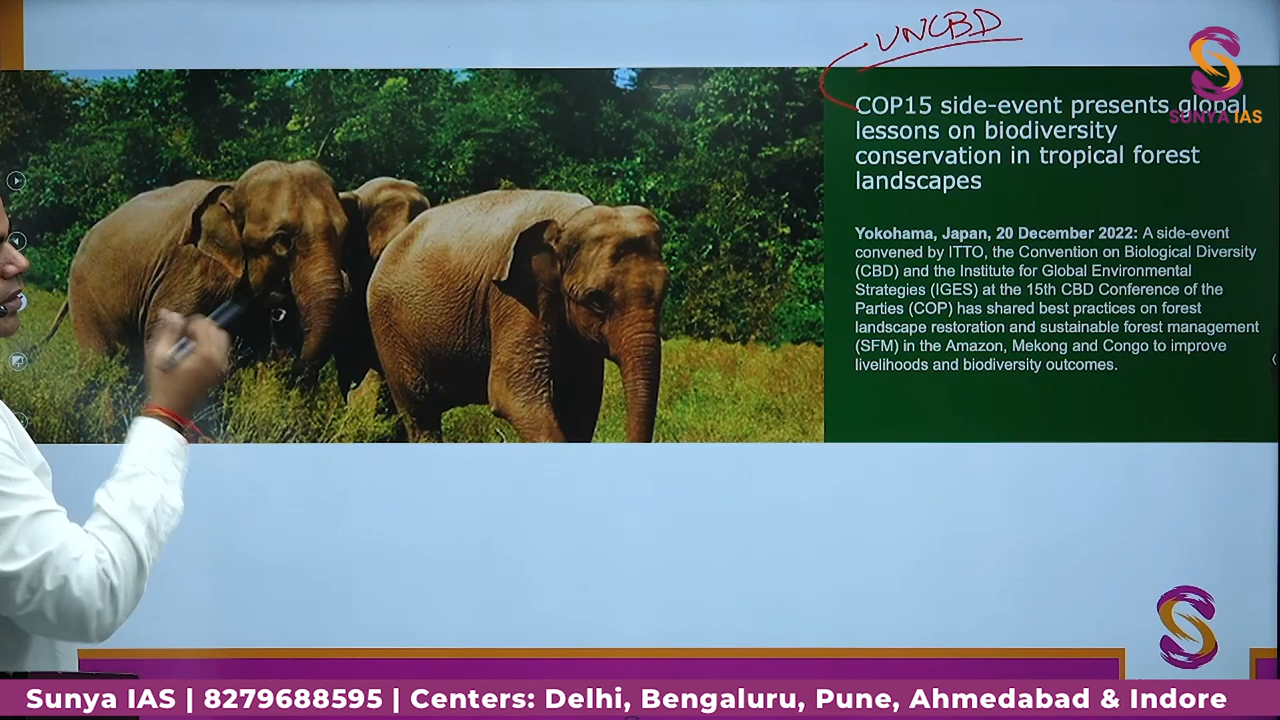 UNCBD
SUNYA IAS
COP15 side-event presents global
lessons on biodiversity
conservation in tropical forest
landscapes
Yokohama, Japan, 20 December 2022: A side-event
convened by ITTO, the Convention on Biological Diversity
(CBD) and the Institute for Global Environmental
Strategies (IGES) at the 15th CBD Conference of the
Parties (COP) has shared best practices on forest
landscape restoration and sustainable forest management
(SFM) in the Amazon, Mekong and Congo to improve
livelihoods and biodiversity outcomes.
Sunya IAS | 8279688595 | Centers: Delhi, Bengaluru, Pune, Ahmedabad & Indore